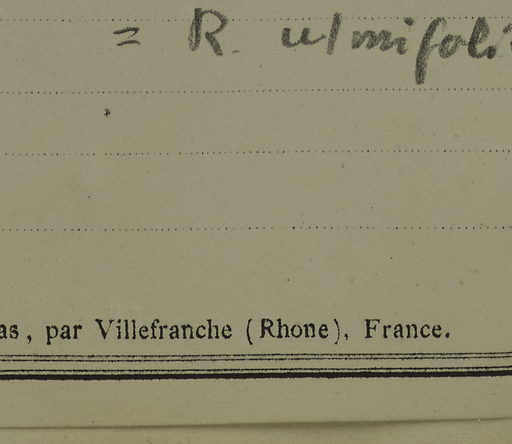 = R. ulmifoli
as, par Villefranche (Rhone), France.